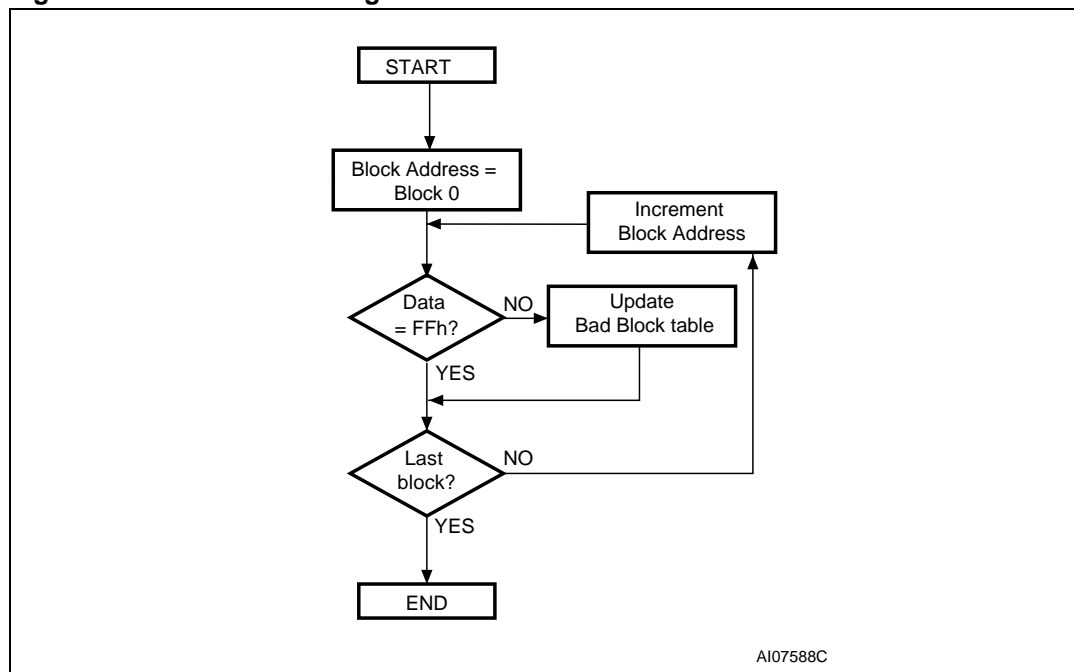 START
Block Address =
Block 0
Increment
Block Address
Data
= FFh?
NO
Update
Bad Block table
YES
Last
block?
NO
YES
END
AI07588C